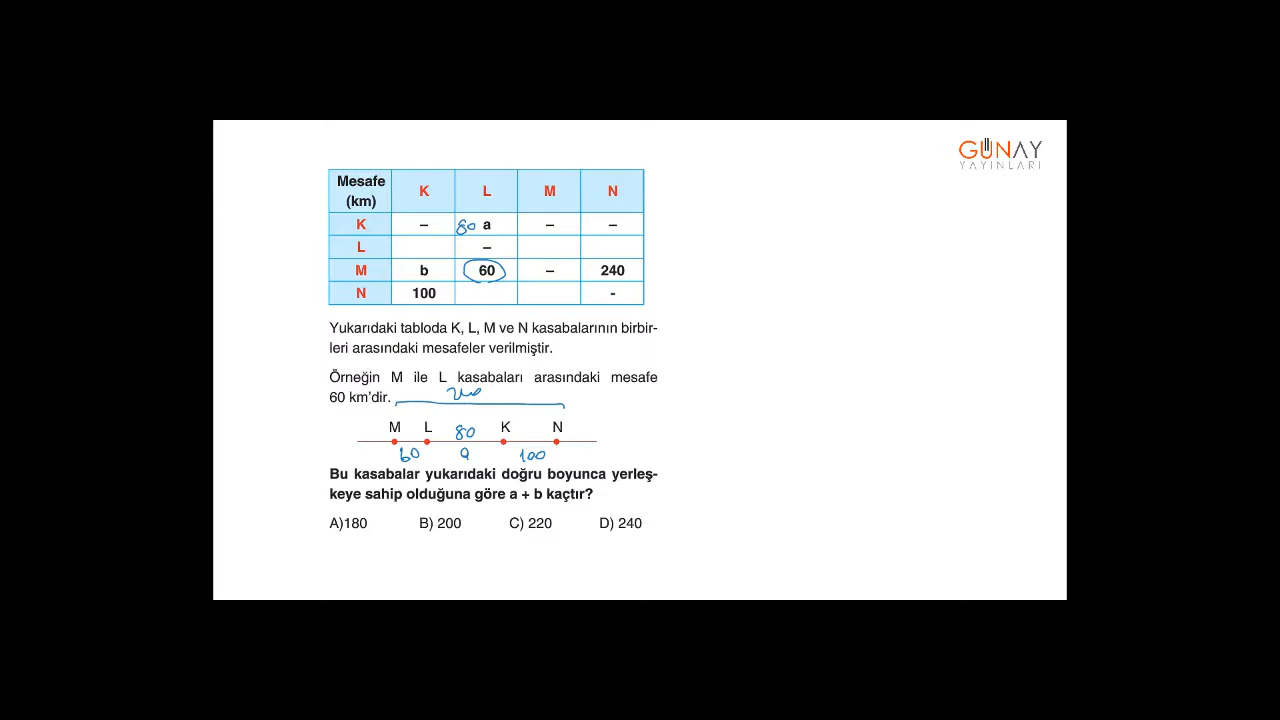 GÜNAY
YAYINLARI
Mesafe (km) K L M N
K – 80 a – –
L –
M b 60 – 240
N 100 -
Yukarıdaki tabloda K, L, M ve N kasabalarının birbir-
leri arasındaki mesafeler verilmiştir.
Örneğin M ile L kasabaları arasındaki mesafe
60 km'dir.
M L 80 K N
60 a 100
Bu kasabalar yukarıdaki doğru boyunca yerleş-
keye sahip olduğuna göre a + b kaçtır?
A)180 B) 200 C) 220 D) 240